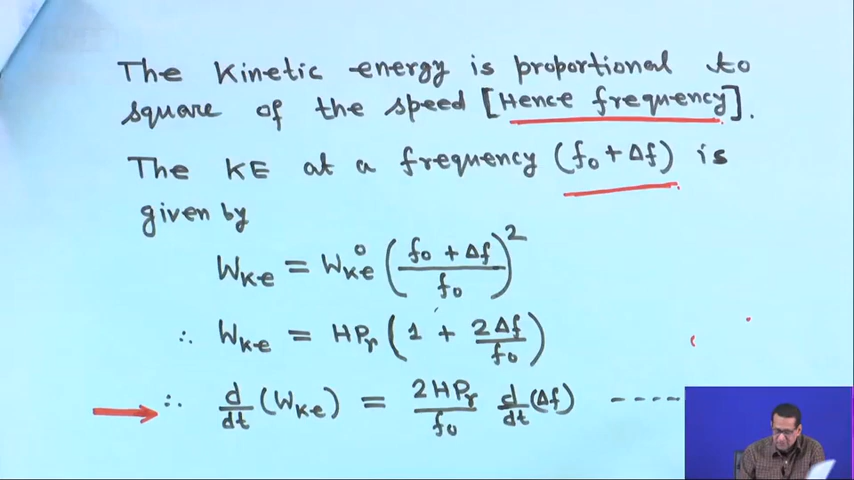 The Kinetic energy is proportional to
square of the speed [Hence frequency].
The KE at a frequency (f₀ + Δf) is
given by
W_Ke = W_Ke⁰ ((f₀ + Δf)/f₀)²
∴ W_Ke = HP_r (1 + 2Δf/f₀)
∴ d/dt (W_Ke) = 2HP_r/f₀ d/dt (Δf) -----